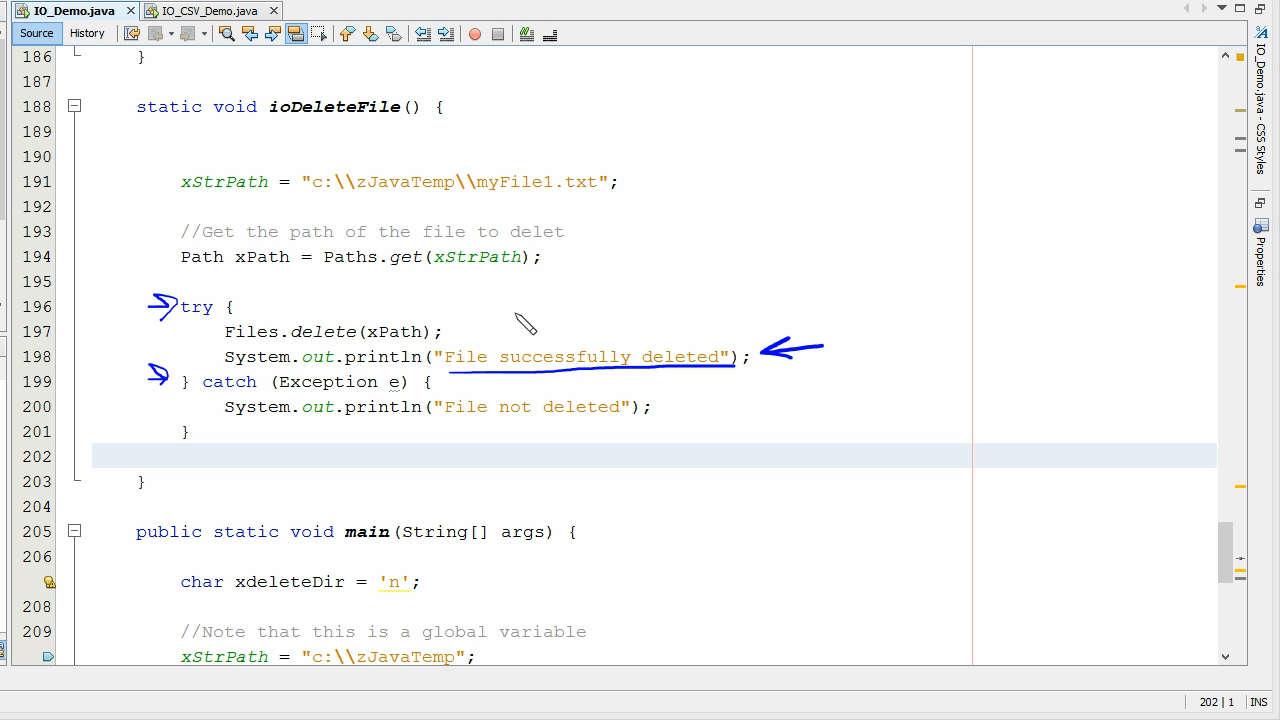 IO_Demo.java IO_CSV_Demo.java
Source History
186 }
187
188 static void ioDeleteFile() {
189
190
191 xStrPath = "c:\\zJavaTemp\\myFile1.txt";
192
193 //Get the path of the file to delet
194 Path xPath = Paths.get(xStrPath);
195
196 try {
197 Files.delete(xPath);
198 System.out.println("File successfully deleted");
199 } catch (Exception e) {
200 System.out.println("File not deleted");
201 }
202
203 }
204
205 public static void main(String[] args) {
206
char xdeleteDir = 'n';
208
209 //Note that this is a global variable
xStrPath = "c:\\zJavaTemp";
IO_Demo.java - CSS Styles
Properties
202 | 1 INS